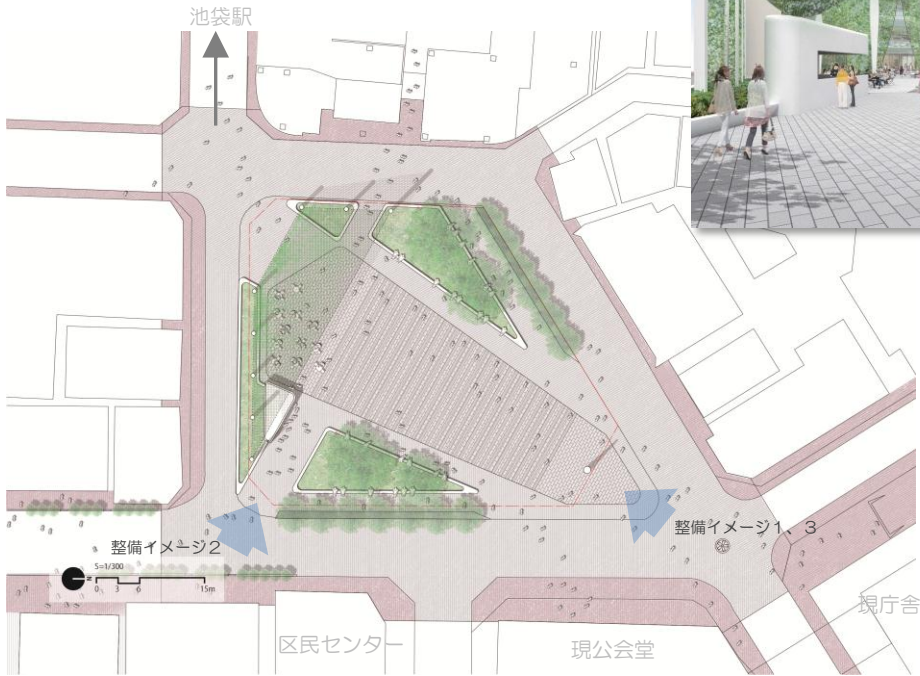 池袋駅
整備イメージ1、3
整備イメージ2
N
S=1/300
0 3 6 15m
区民センター
現公会堂
現庁舎